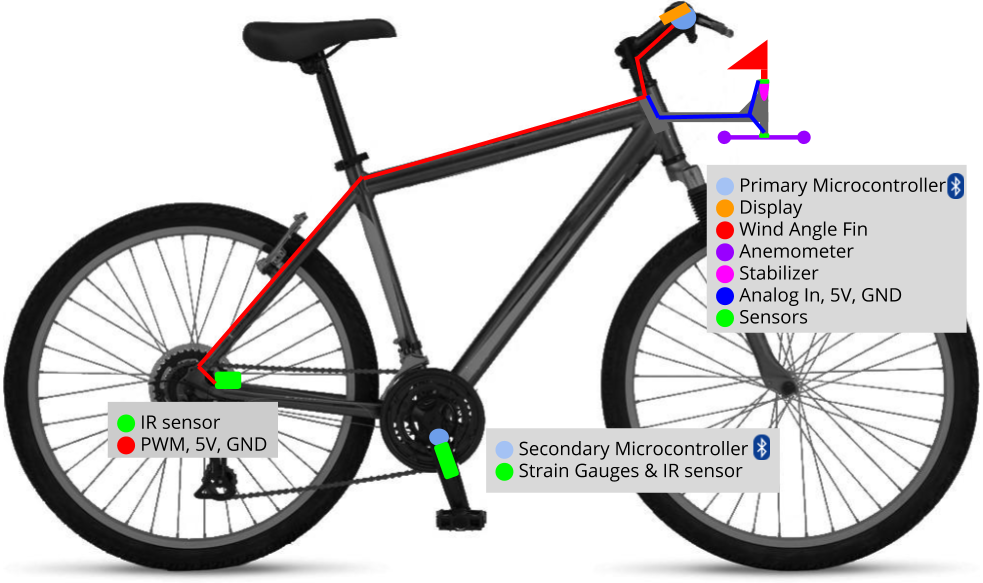 Primary Microcontroller
Display
Wind Angle Fin
Anemometer
Stabilizer
Analog In, 5V, GND
Sensors
IR sensor
PWM, 5V, GND
Secondary Microcontroller
Strain Gauges & IR sensor